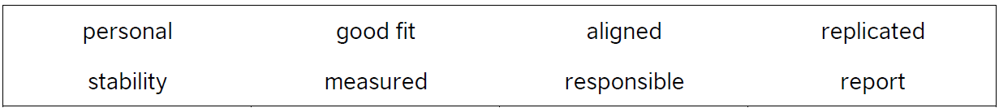 personal good fit aligned replicated
stability measured responsible report